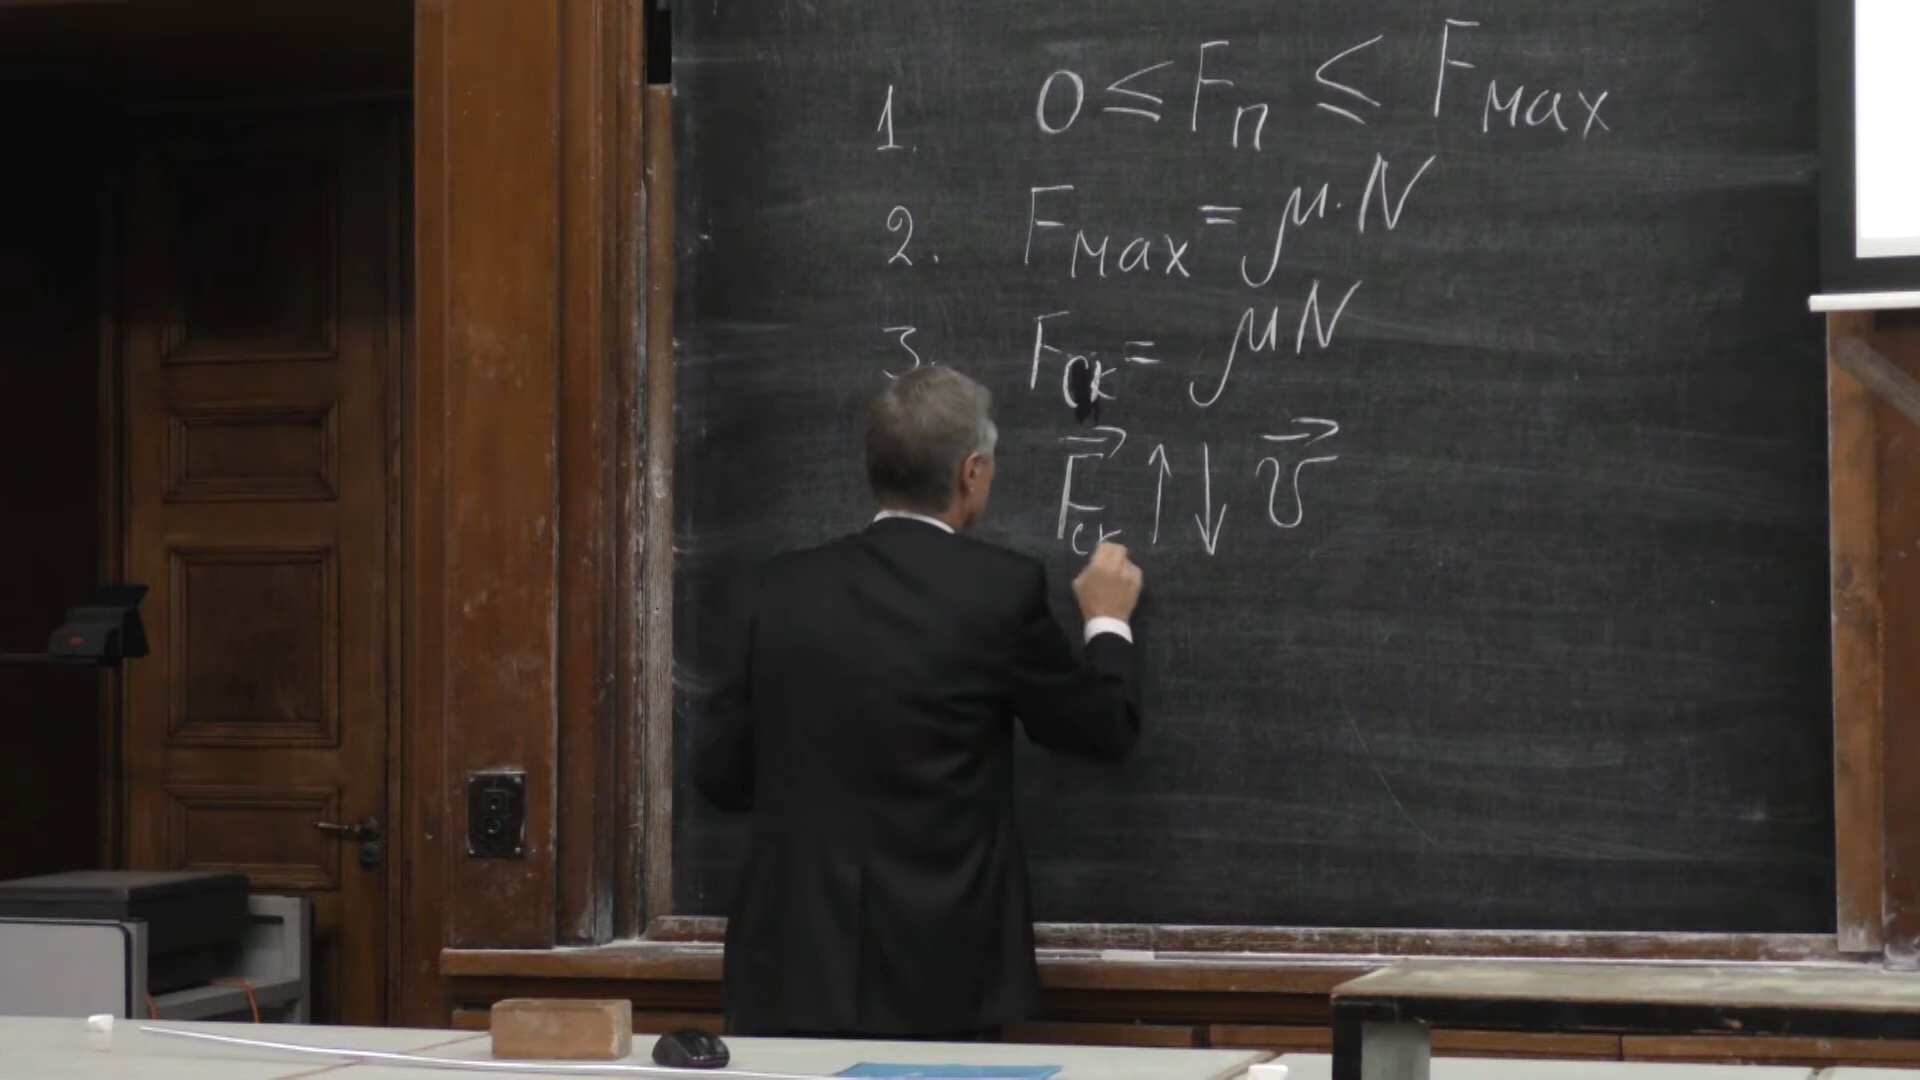 1. 0 ≤ Fп ≤ Fмах
2. Fмах = μ·N
3. Fск = μN
F⃗ск ↑↓ v⃗